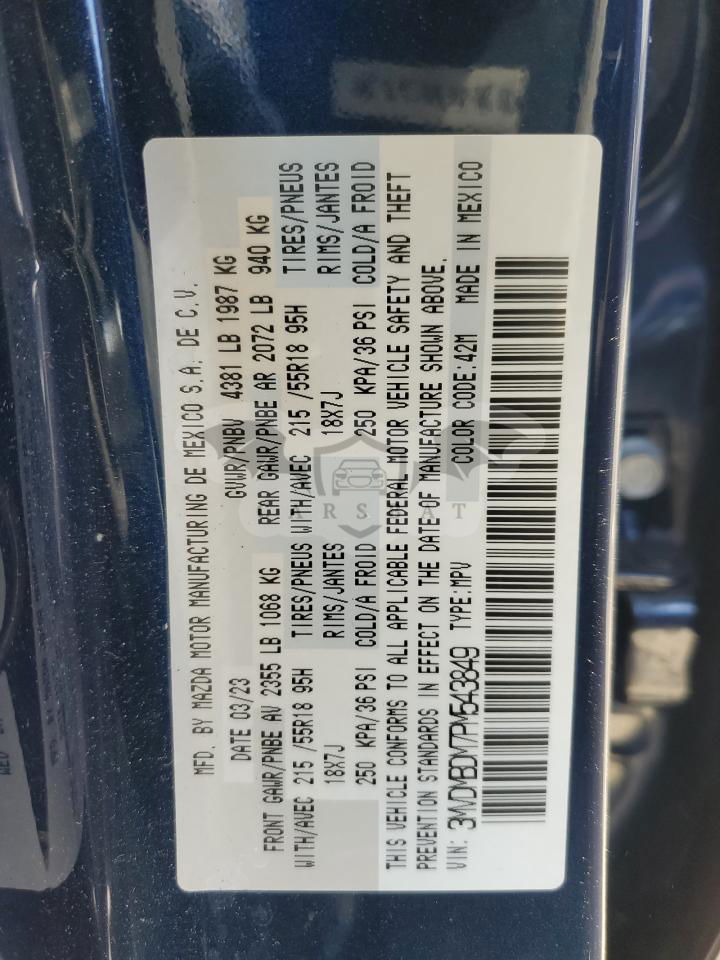 MFD. BY MAZDA MOTOR MANUFACTURING DE MEXICO S.A. DE C.V.
DATE 03/23 GVWR/PNBV 4381 LB 1987 KG
FRONT GAWR/PNBE AV 2355 LB 1068 KG REAR GAWR/PNBE AR 2072 LB 940 KG
WITH/AVEC 215 /55R18 95H TIRES/PNEUS WITH/AVEC 215 /55R18 95H TIRES/PNEUS
18X7J RIMS/JANTES 18X7J RIMS/JANTES
250 KPA/36 PSI COLD/A FROID 250 KPA/36 PSI COLD/A FROID
THIS VEHICLE CONFORMS TO ALL APPLICABLE FEDERAL MOTOR VEHICLE SAFETY AND THEFT
PREVENTION STANDARDS IN EFFECT ON THE DATE OF MANUFACTURE SHOWN ABOVE.
VIN: 3MVDMBDM7PM543849 TYPE:MPV COLOR CODE:42M MADE IN MEXICO